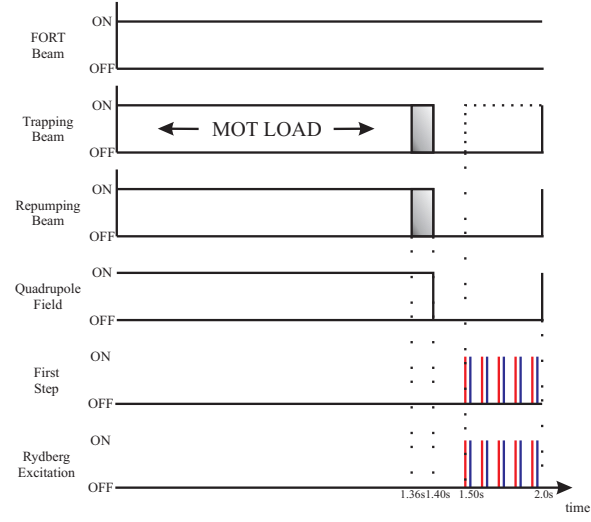 ON
FORT
Beam
OFF
ON
Trapping
Beam
MOT LOAD
OFF
ON
Repumping
Beam
OFF
ON
Quadrupole
Field
OFF
ON
First
Step
OFF
ON
Rydberg
Excitation
OFF
1.36s 1.40s 1.50s 2.0s
time